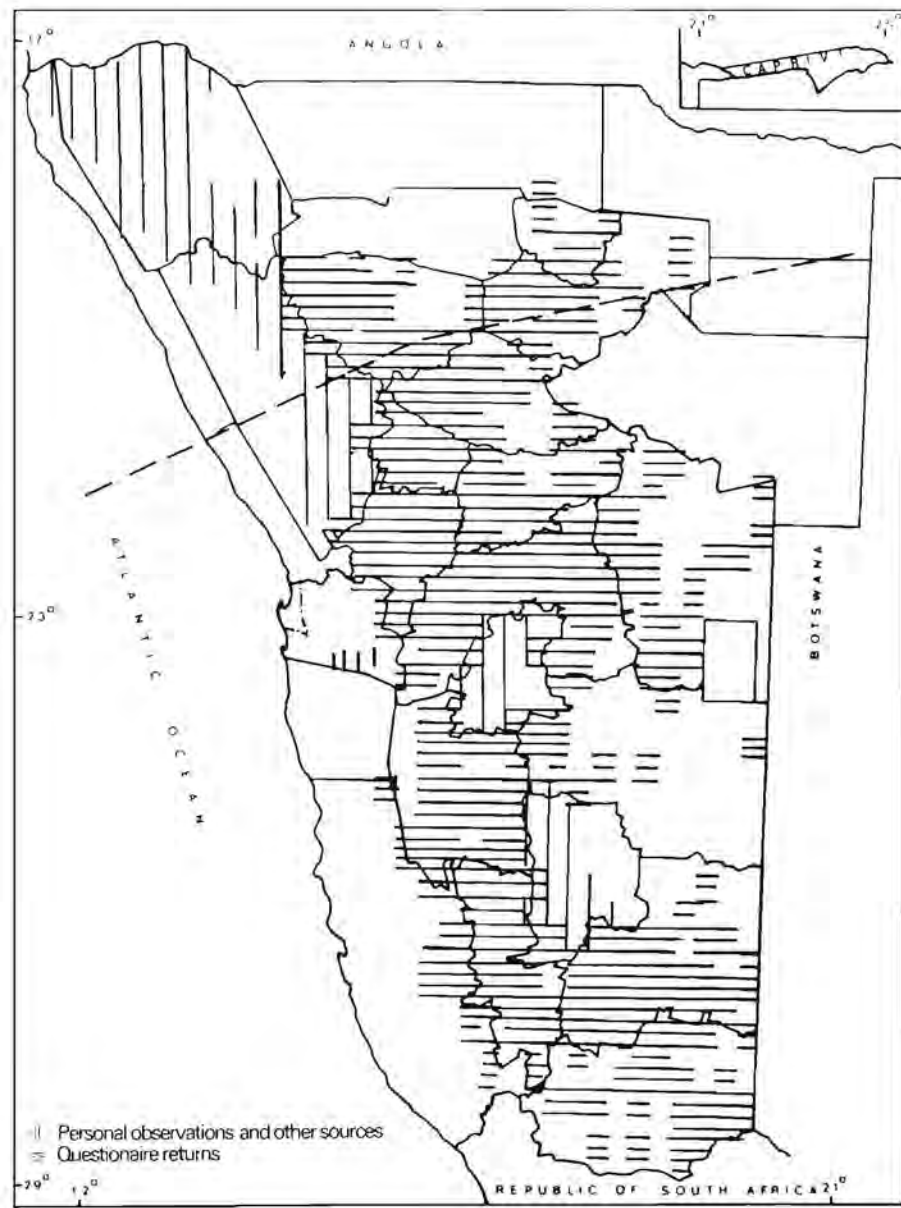 17°
ANGOLA
21°
CAPRIVI
ATLANTIC OCEAN
23°
BOTSWANA
Personal observations and other sources
Questionaire returns
29°
12°
REPUBLIC OF SOUTH AFRICA
21°